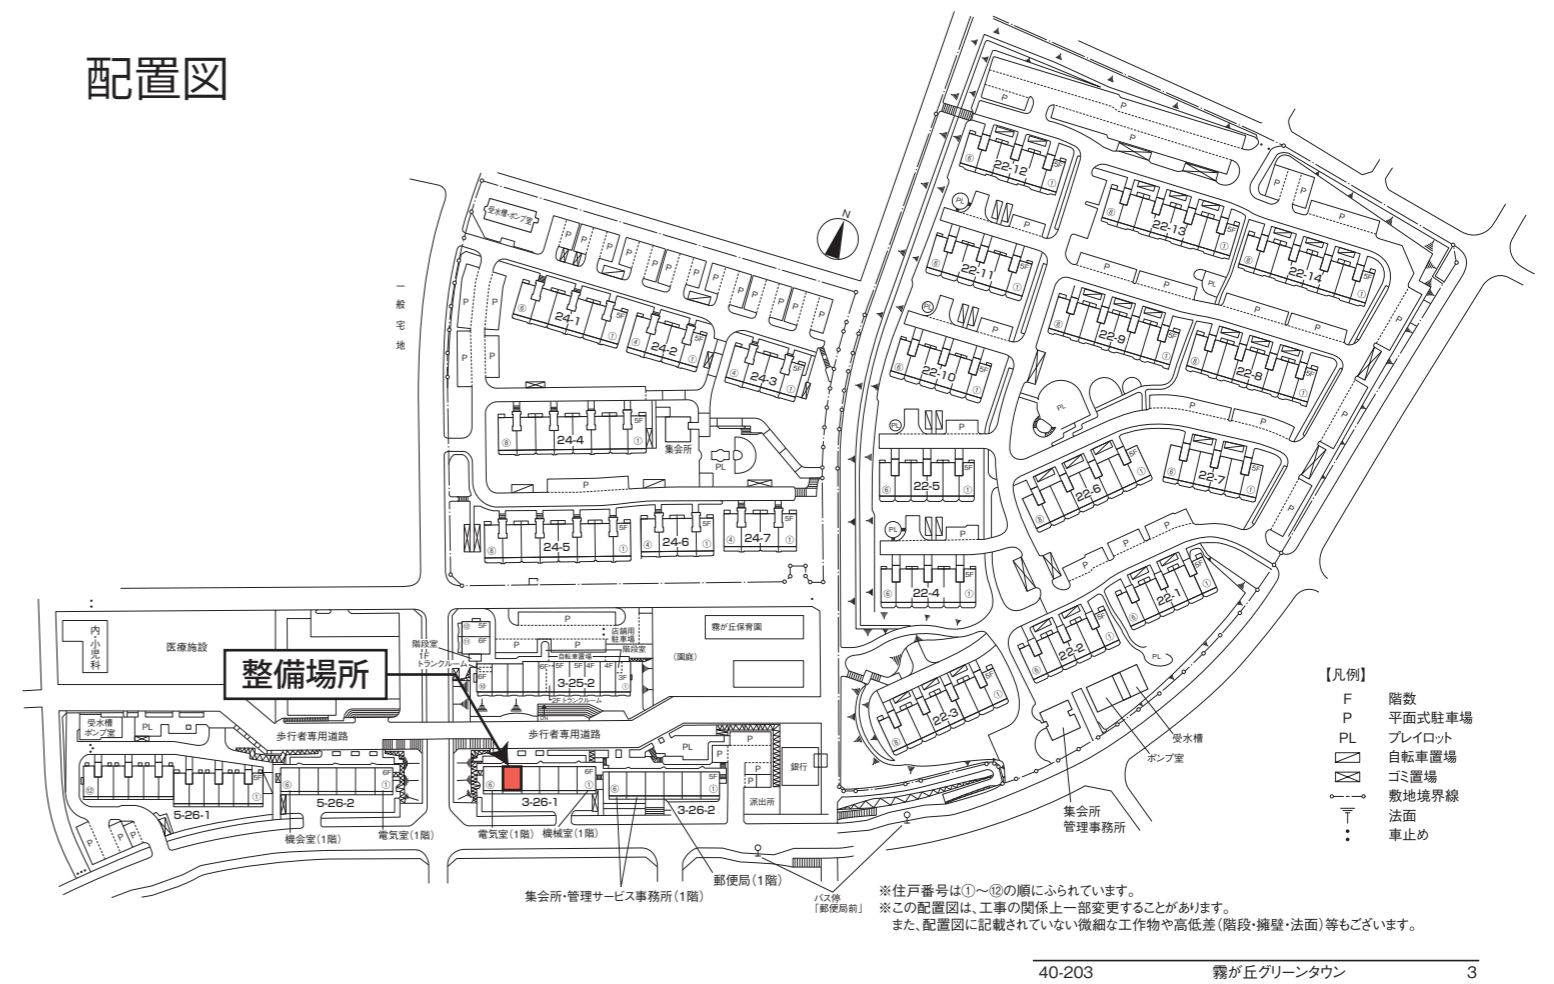 配置図
N
受水槽・ポンプ室
一般宅地
24-1
24-2
24-3
24-4
集会所
PL
24-5
24-6
24-7
22-12
22-13
22-14
22-11
22-9
22-8
22-10
PL
22-5
22-6
22-7
22-4
22-1
22-2
22-3
PL
内・小児科
医療施設
階段室
1F
トランクルーム
店舗用
駐車場
階段室
自転車置場
3-25-2
2Fトランクルーム
霧が丘保育園
(園庭)
整備場所
受水槽
ポンプ室
PL
歩行者専用道路
歩行者専用道路
PL
銀行
派出所
5-26-1
5-26-2
3-26-1
3-26-2
機会室(1階)
電気室(1階)
電気室(1階)
機械室(1階)
集会所・管理サービス事務所(1階)
郵便局(1階)
バス停
「郵便局前」
受水槽
ポンプ室
集会所
管理事務所
【凡例】
F 階数
P 平面式駐車場
PL プレイロット
自転車置場
ゴミ置場
敷地境界線
法面
車止め
※住戸番号は①～⑫の順にふられています。
※この配置図は、工事の関係上一部変更することがあります。
また、配置図に記載されていない微細な工作物や高低差(階段・擁壁・法面)等もございます。
40-203 霧が丘グリーンタウン 3